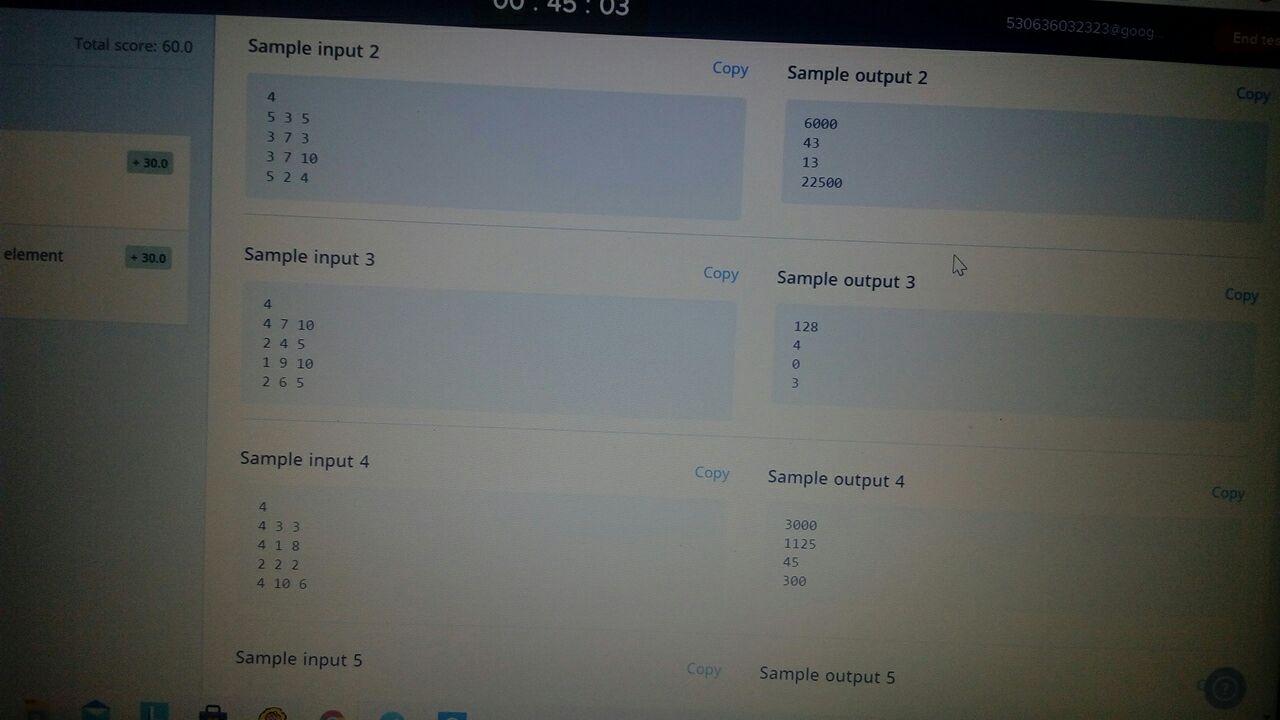 00 : 45 : 03
530636032323@goog...
Total score: 60.0
+ 30.0
element
+ 30.0
Sample input 2
Copy
4
5 3 5
3 7 3
3 7 10
5 2 4
Sample output 2
Copy
6000
43
13
22500
Sample input 3
Copy
4
4 7 10
2 4 5
1 9 10
2 6 5
Sample output 3
Copy
128
4
0
3
Sample input 4
Copy
4
4 3 3
4 1 8
2 2 2
4 10 6
Sample output 4
Copy
3000
1125
45
300
Sample input 5
Copy
Sample output 5